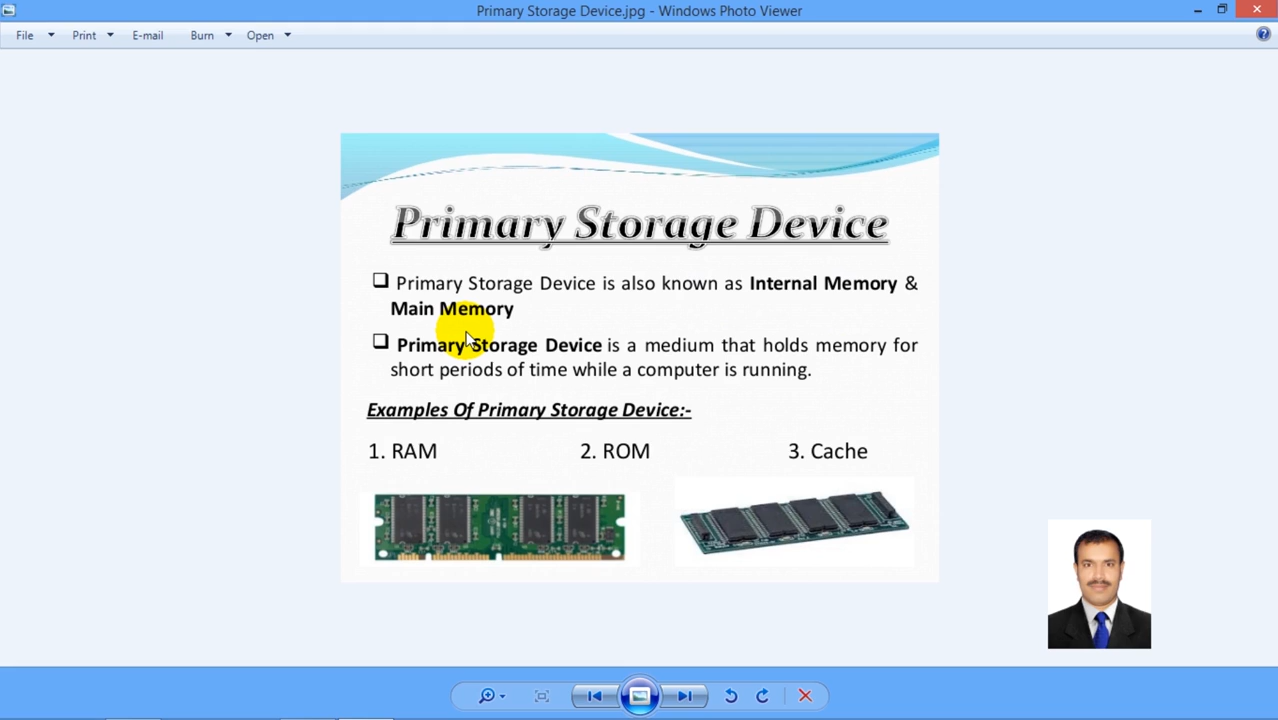 Primary Storage Device.jpg - Windows Photo Viewer
File Print E-mail Burn Open
Primary Storage Device
Primary Storage Device is also known as Internal Memory &
Main Memory
Primary Storage Device is a medium that holds memory for
short periods of time while a computer is running.
Examples Of Primary Storage Device:-
1. RAM 2. ROM 3. Cache